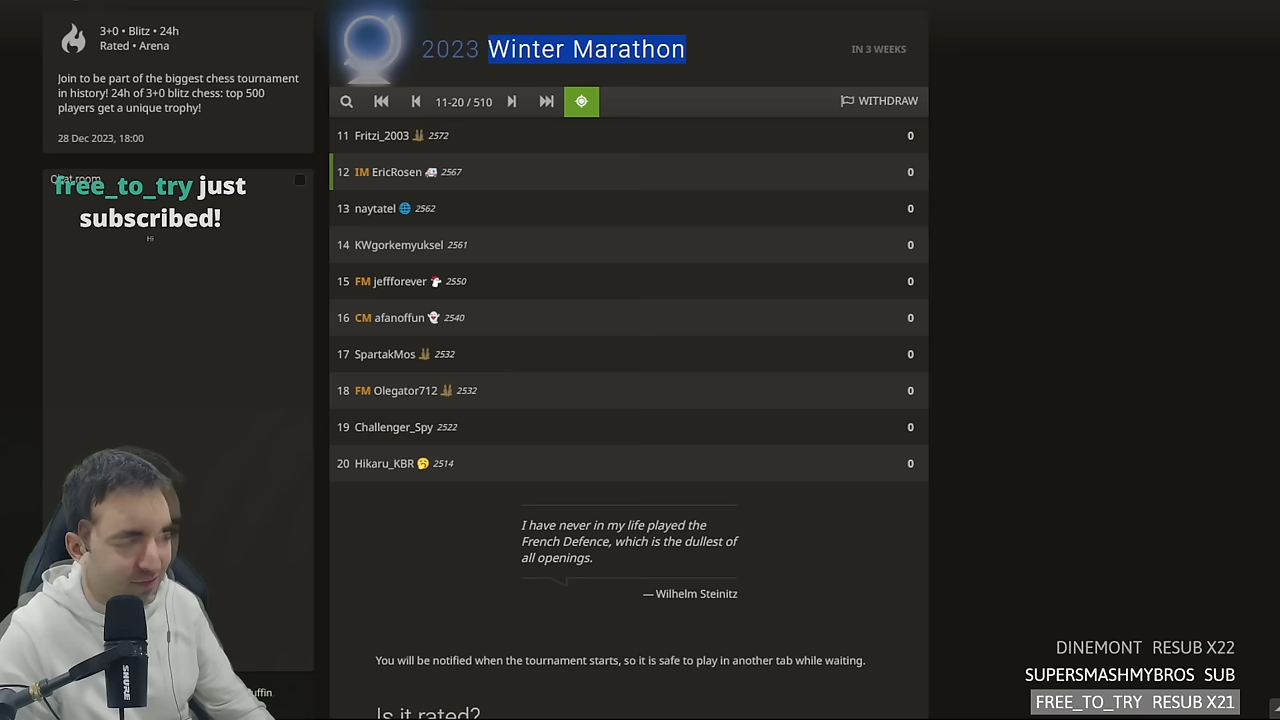 3+0 • Blitz • 24h
Rated • Arena
Join to be part of the biggest chess tournament
in history! 24h of 3+0 blitz chess: top 500
players get a unique trophy!
28 Dec 2023, 18:00
Chat room
free_to_try just
subscribed!
Hi
2023 Winter Marathon
IN 3 WEEKS
11-20 / 510
WITHDRAW
11 Fritzi_2003 2572 0
12 IM EricRosen 2567 0
13 naytatel 2562 0
14 KWgorkemyuksel 2561 0
15 FM jeffforever 2550 0
16 CM afanoffun 2540 0
17 SpartakMos 2532 0
18 FM Olegator712 2532 0
19 Challenger_Spy 2522 0
20 Hikaru_KBR 2514 0
I have never in my life played the
French Defence, which is the dullest of
all openings.
— Wilhelm Steinitz
You will be notified when the tournament starts, so it is safe to play in another tab while waiting.
Is it rated?
SHURE
DINEMONT RESUB X22
SUPERSMASHMYBROS SUB
FREE_TO_TRY RESUB X21